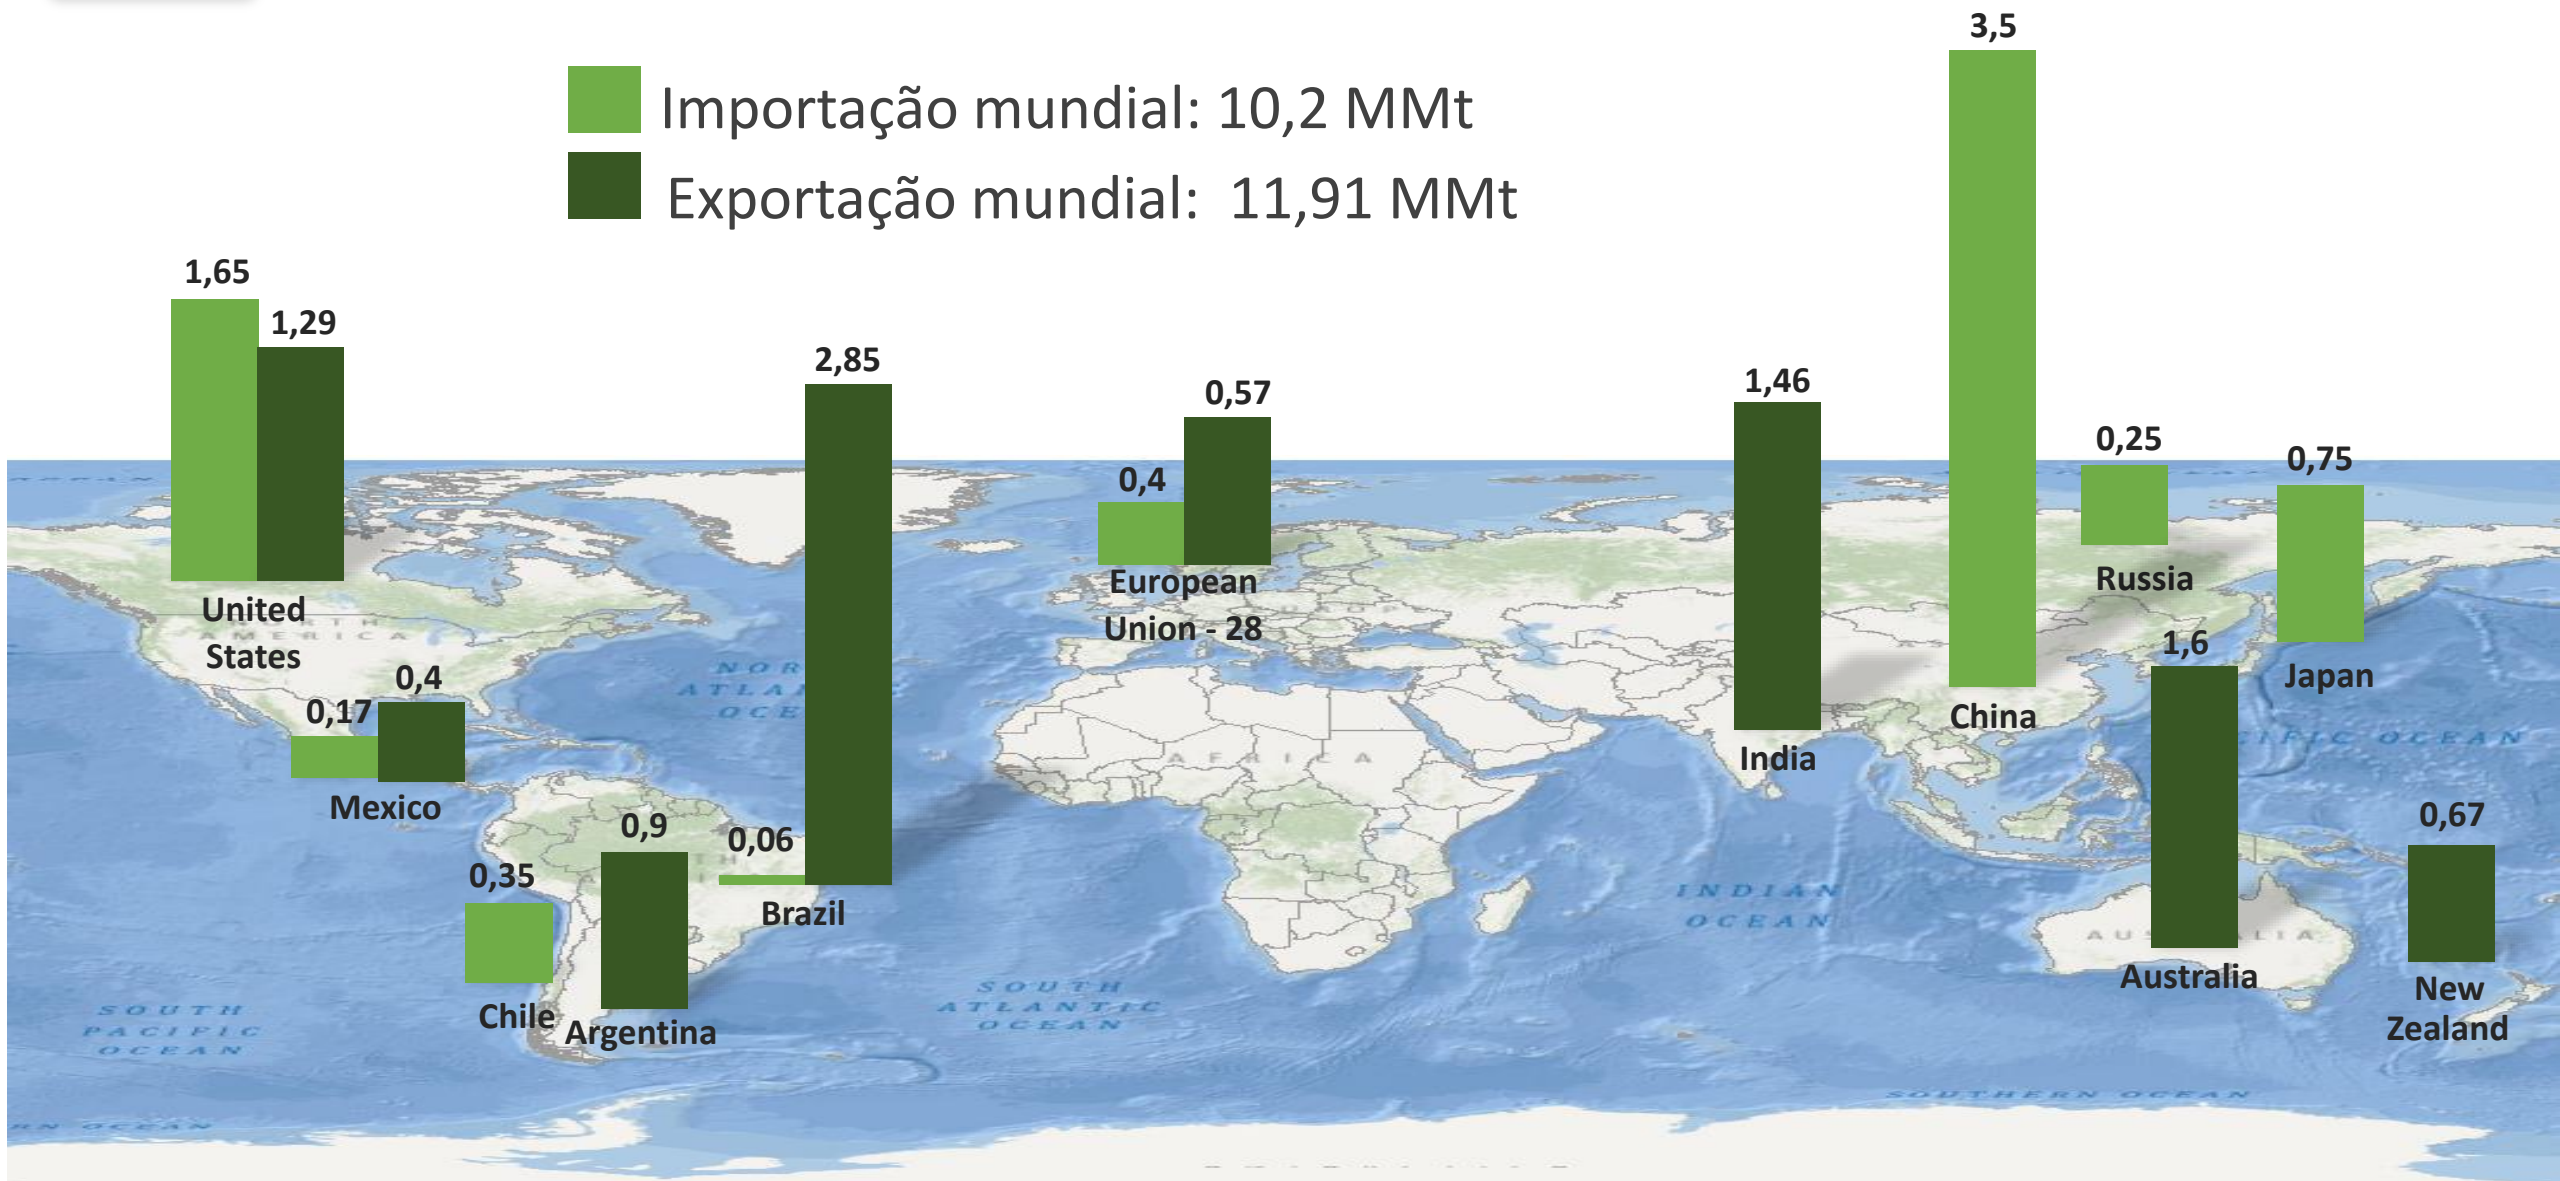 3,5
Importação mundial: 10,2 MMt
Exportação mundial: 11,91 MMt
1,65
1,29
United
States
0,17
0,4
Mexico
0,35
Chile
0,9
Argentina
0,06
2,85
Brazil
0,4
0,57
European
Union - 28
1,46
India
China
0,25
Russia
0,75
Japan
1,6
Australia
0,67
New
Zealand
NORTH
AMERICA
AFRICA
SOUTH
PACIFIC
OCEAN
SOUTH
ATLANTIC
OCEAN
INDIAN
OCEAN
OCEAN
SOUTHERN OCEAN
OCEAN